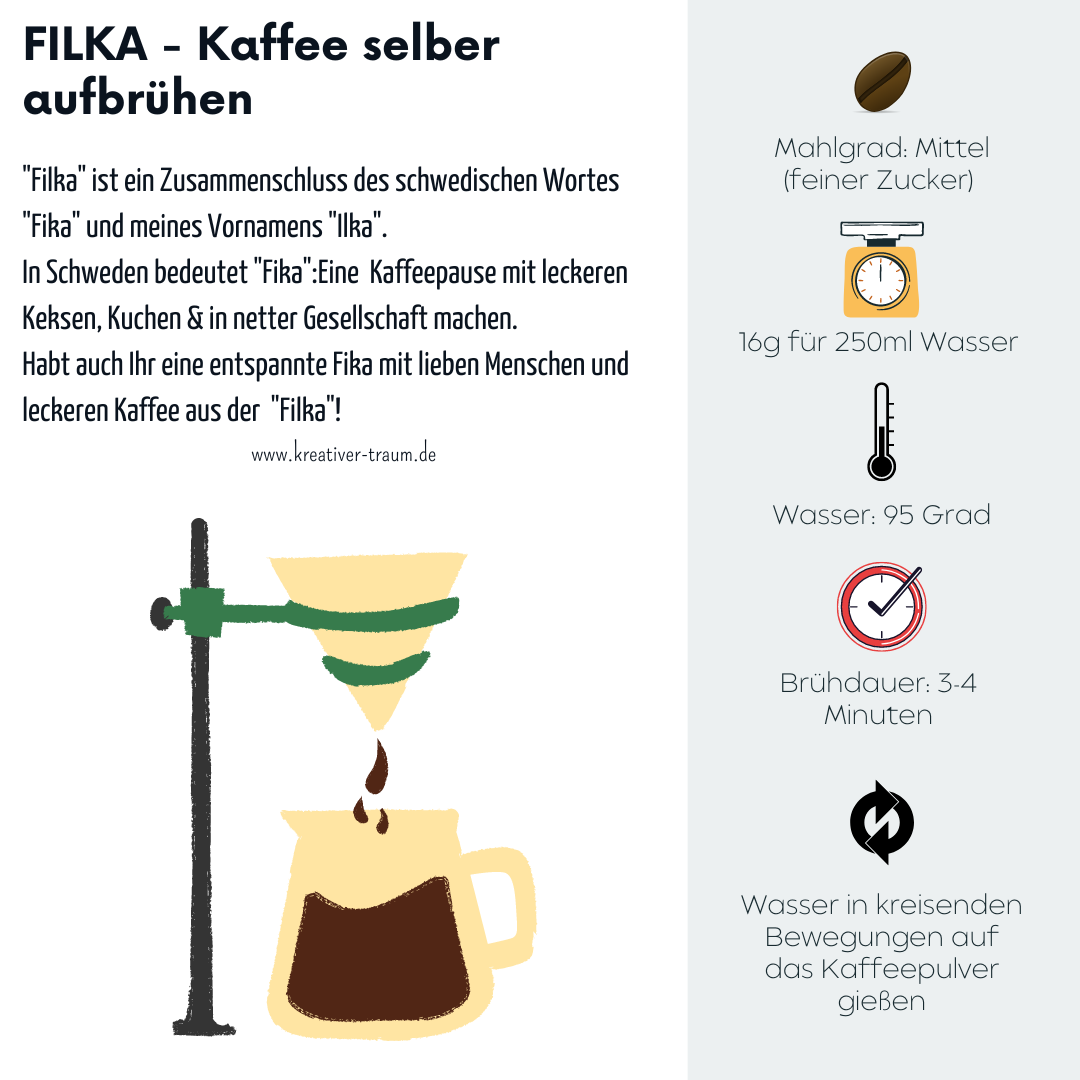 FILKA - Kaffee selber
aufbrühen
"Filka" ist ein Zusammenschluss des schwedischen Wortes
"Fika" und meines Vornamens "Ilka".
In Schweden bedeutet "Fika":Eine  Kaffeepause mit leckeren
Keksen, Kuchen & in netter Gesellschaft machen.
Habt auch Ihr eine entspannte Fika mit lieben Menschen und
leckeren Kaffee aus der  "Filka"!
www.kreativer-traum.de
Mahlgrad: Mittel
(feiner Zucker)
16g für 250ml Wasser
Wasser: 95 Grad
Brühdauer: 3-4
Minuten
Wasser in kreisenden
Bewegungen auf
das Kaffeepulver
gießen